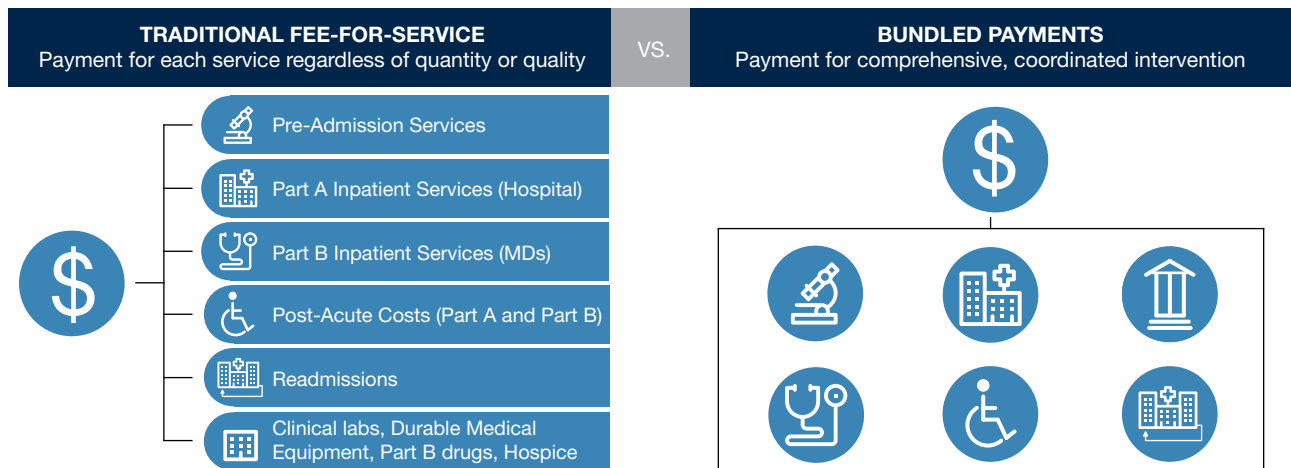 TRADITIONAL FEE-FOR-SERVICE
Payment for each service regardless of quantity or quality
VS.
BUNDLED PAYMENTS
Payment for comprehensive, coordinated intervention
$
Pre-Admission Services
Part A Inpatient Services (Hospital)
Part B Inpatient Services (MDs)
Post-Acute Costs (Part A and Part B)
Readmissions
Clinical labs, Durable Medical
Equipment, Part B drugs, Hospice
$